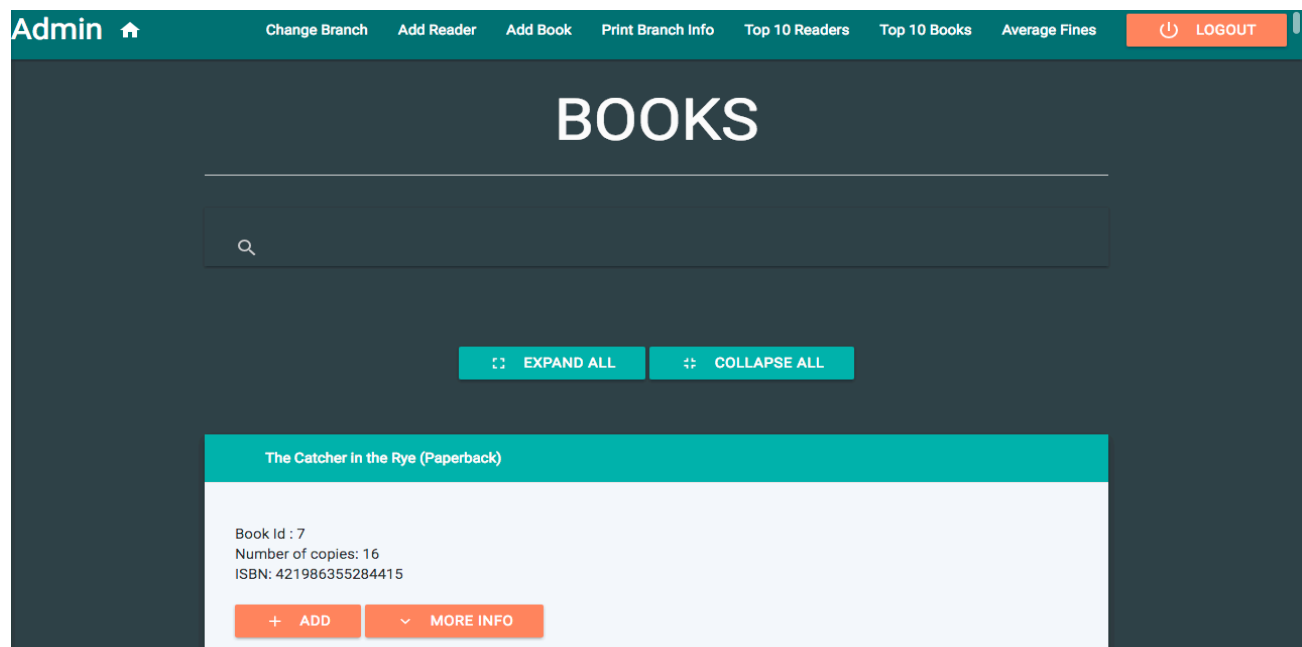 Admin Change Branch Add Reader Add Book Print Branch Info Top 10 Readers Top 10 Books Average Fines LOGOUT
BOOKS
EXPAND ALL COLLAPSE ALL
The Catcher in the Rye (Paperback)
Book Id : 7
Number of copies: 16
ISBN: 421986355284415
ADD MORE INFO